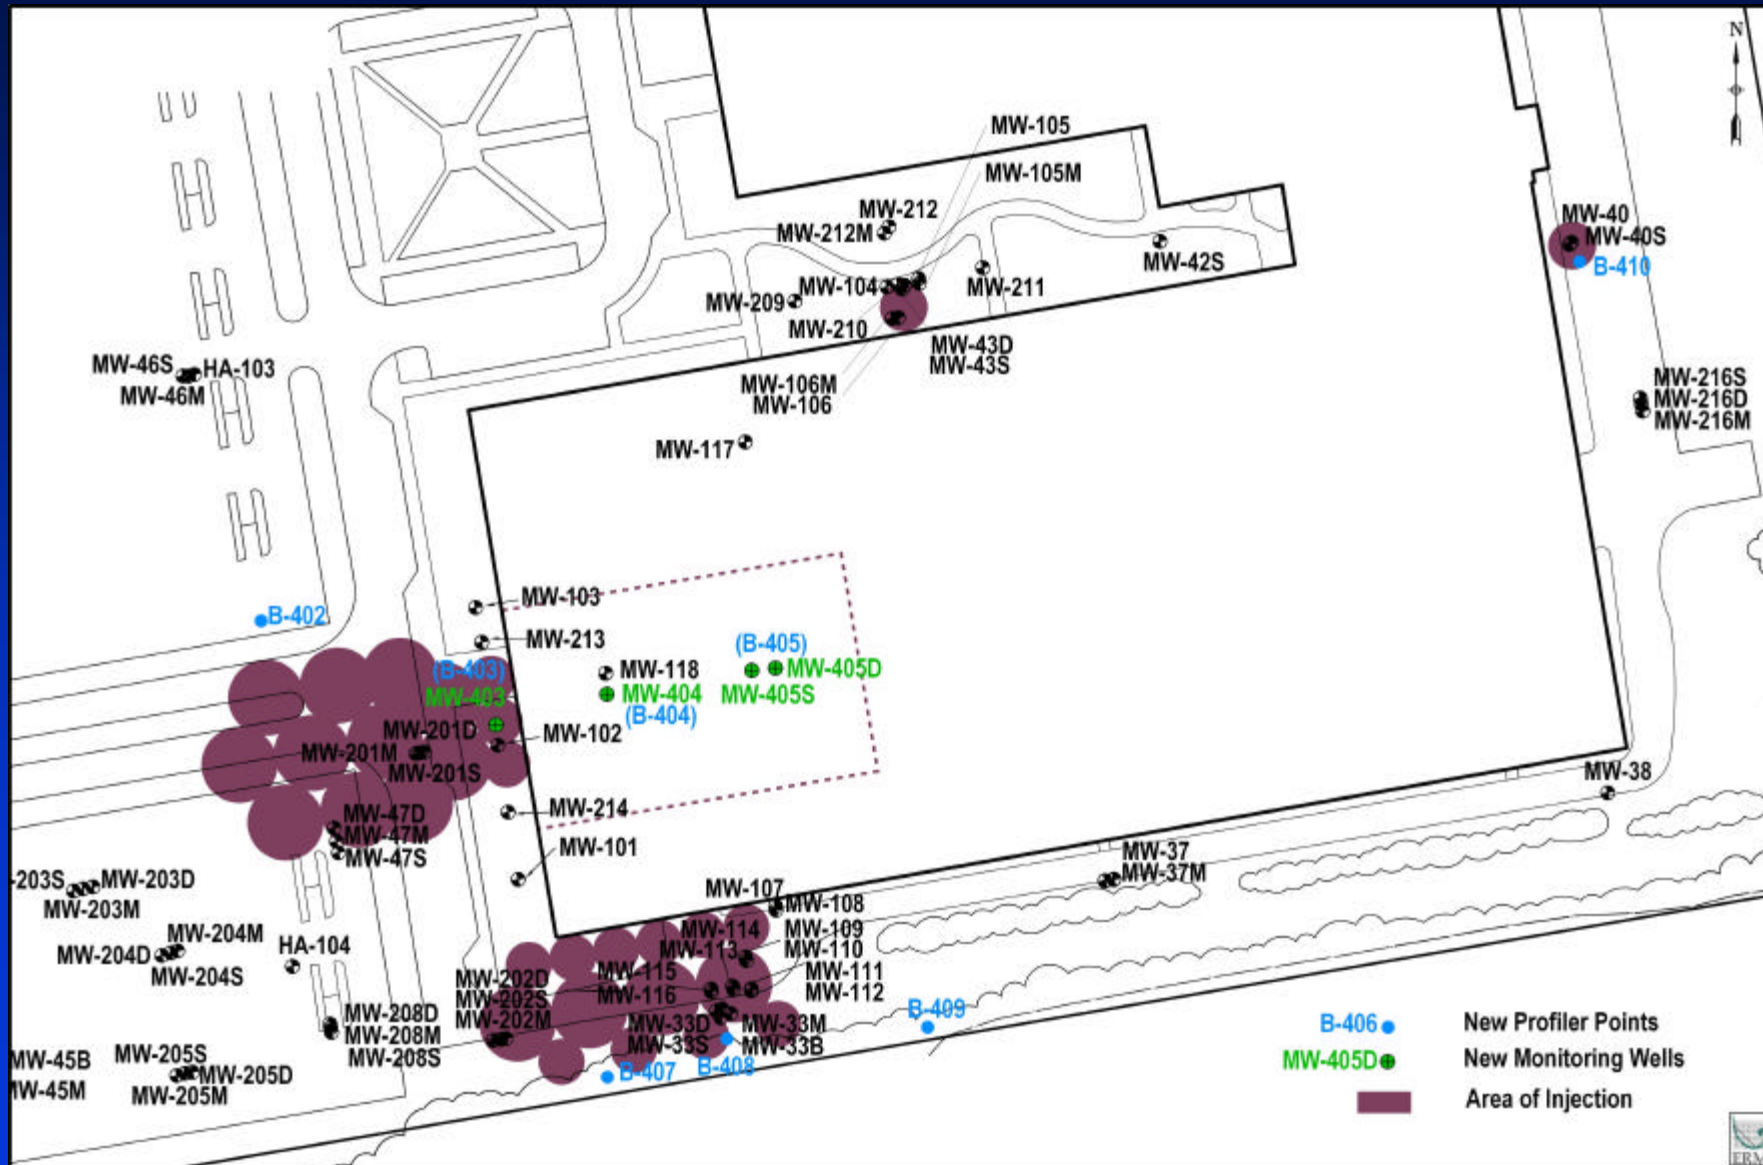 N
MW-105
MW-105M
MW-212
MW-212M
MW-40
MW-40S
B-410
MW-42S
MW-104
MW-211
MW-209
MW-210
MW-43D
MW-43S
MW-46S
HA-103
MW-46M
MW-106M
MW-106
MW-216S
MW-216D
MW-216M
MW-117
MW-103
B-402
MW-213
(B-403)
MW-403
MW-118
MW-404
(B-404)
(B-405)
MW-405D
MW-405S
MW-201D
MW-201M
MW-201S
MW-102
MW-38
MW-47D
MW-47M
MW-47S
MW-214
MW-101
MW-37
MW-37M
-203S
MW-203D
MW-203M
MW-107
MW-108
MW-114
MW-109
MW-113
MW-110
MW-204M
MW-204D
MW-204S
HA-104
MW-115
MW-116
MW-111
MW-112
MW-202D
MW-202S
MW-202M
MW-208D
MW-208M
MW-208S
MW-33D
MW-33S
MW-33M
MW-33B
B-409
B-408
B-407
MW-45B
MW-45M
MW-205S
MW-205D
MW-205M
B-406 New Profiler Points
MW-405D New Monitoring Wells
Area of Injection
ERM